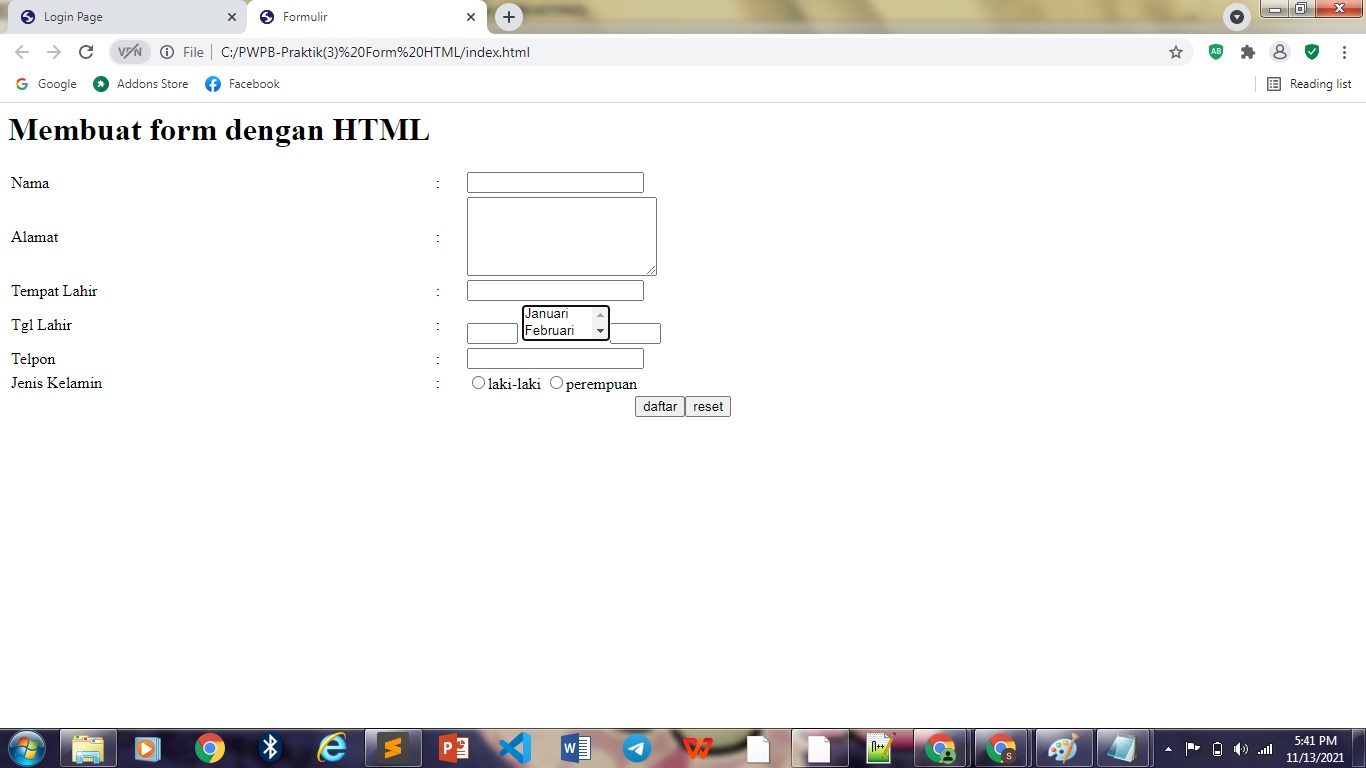 Login Page
Formulir
VPN
File
C:/PWPB-Praktik(3)%20Form%20HTML/index.html
Google
Addons Store
Facebook
Reading list
Membuat form dengan HTML
Nama :
Alamat :
Tempat Lahir :
Tgl Lahir :
Januari
Februari
Telpon :
Jenis Kelamin : laki-laki perempuan
daftar reset
5:41 PM
11/13/2021